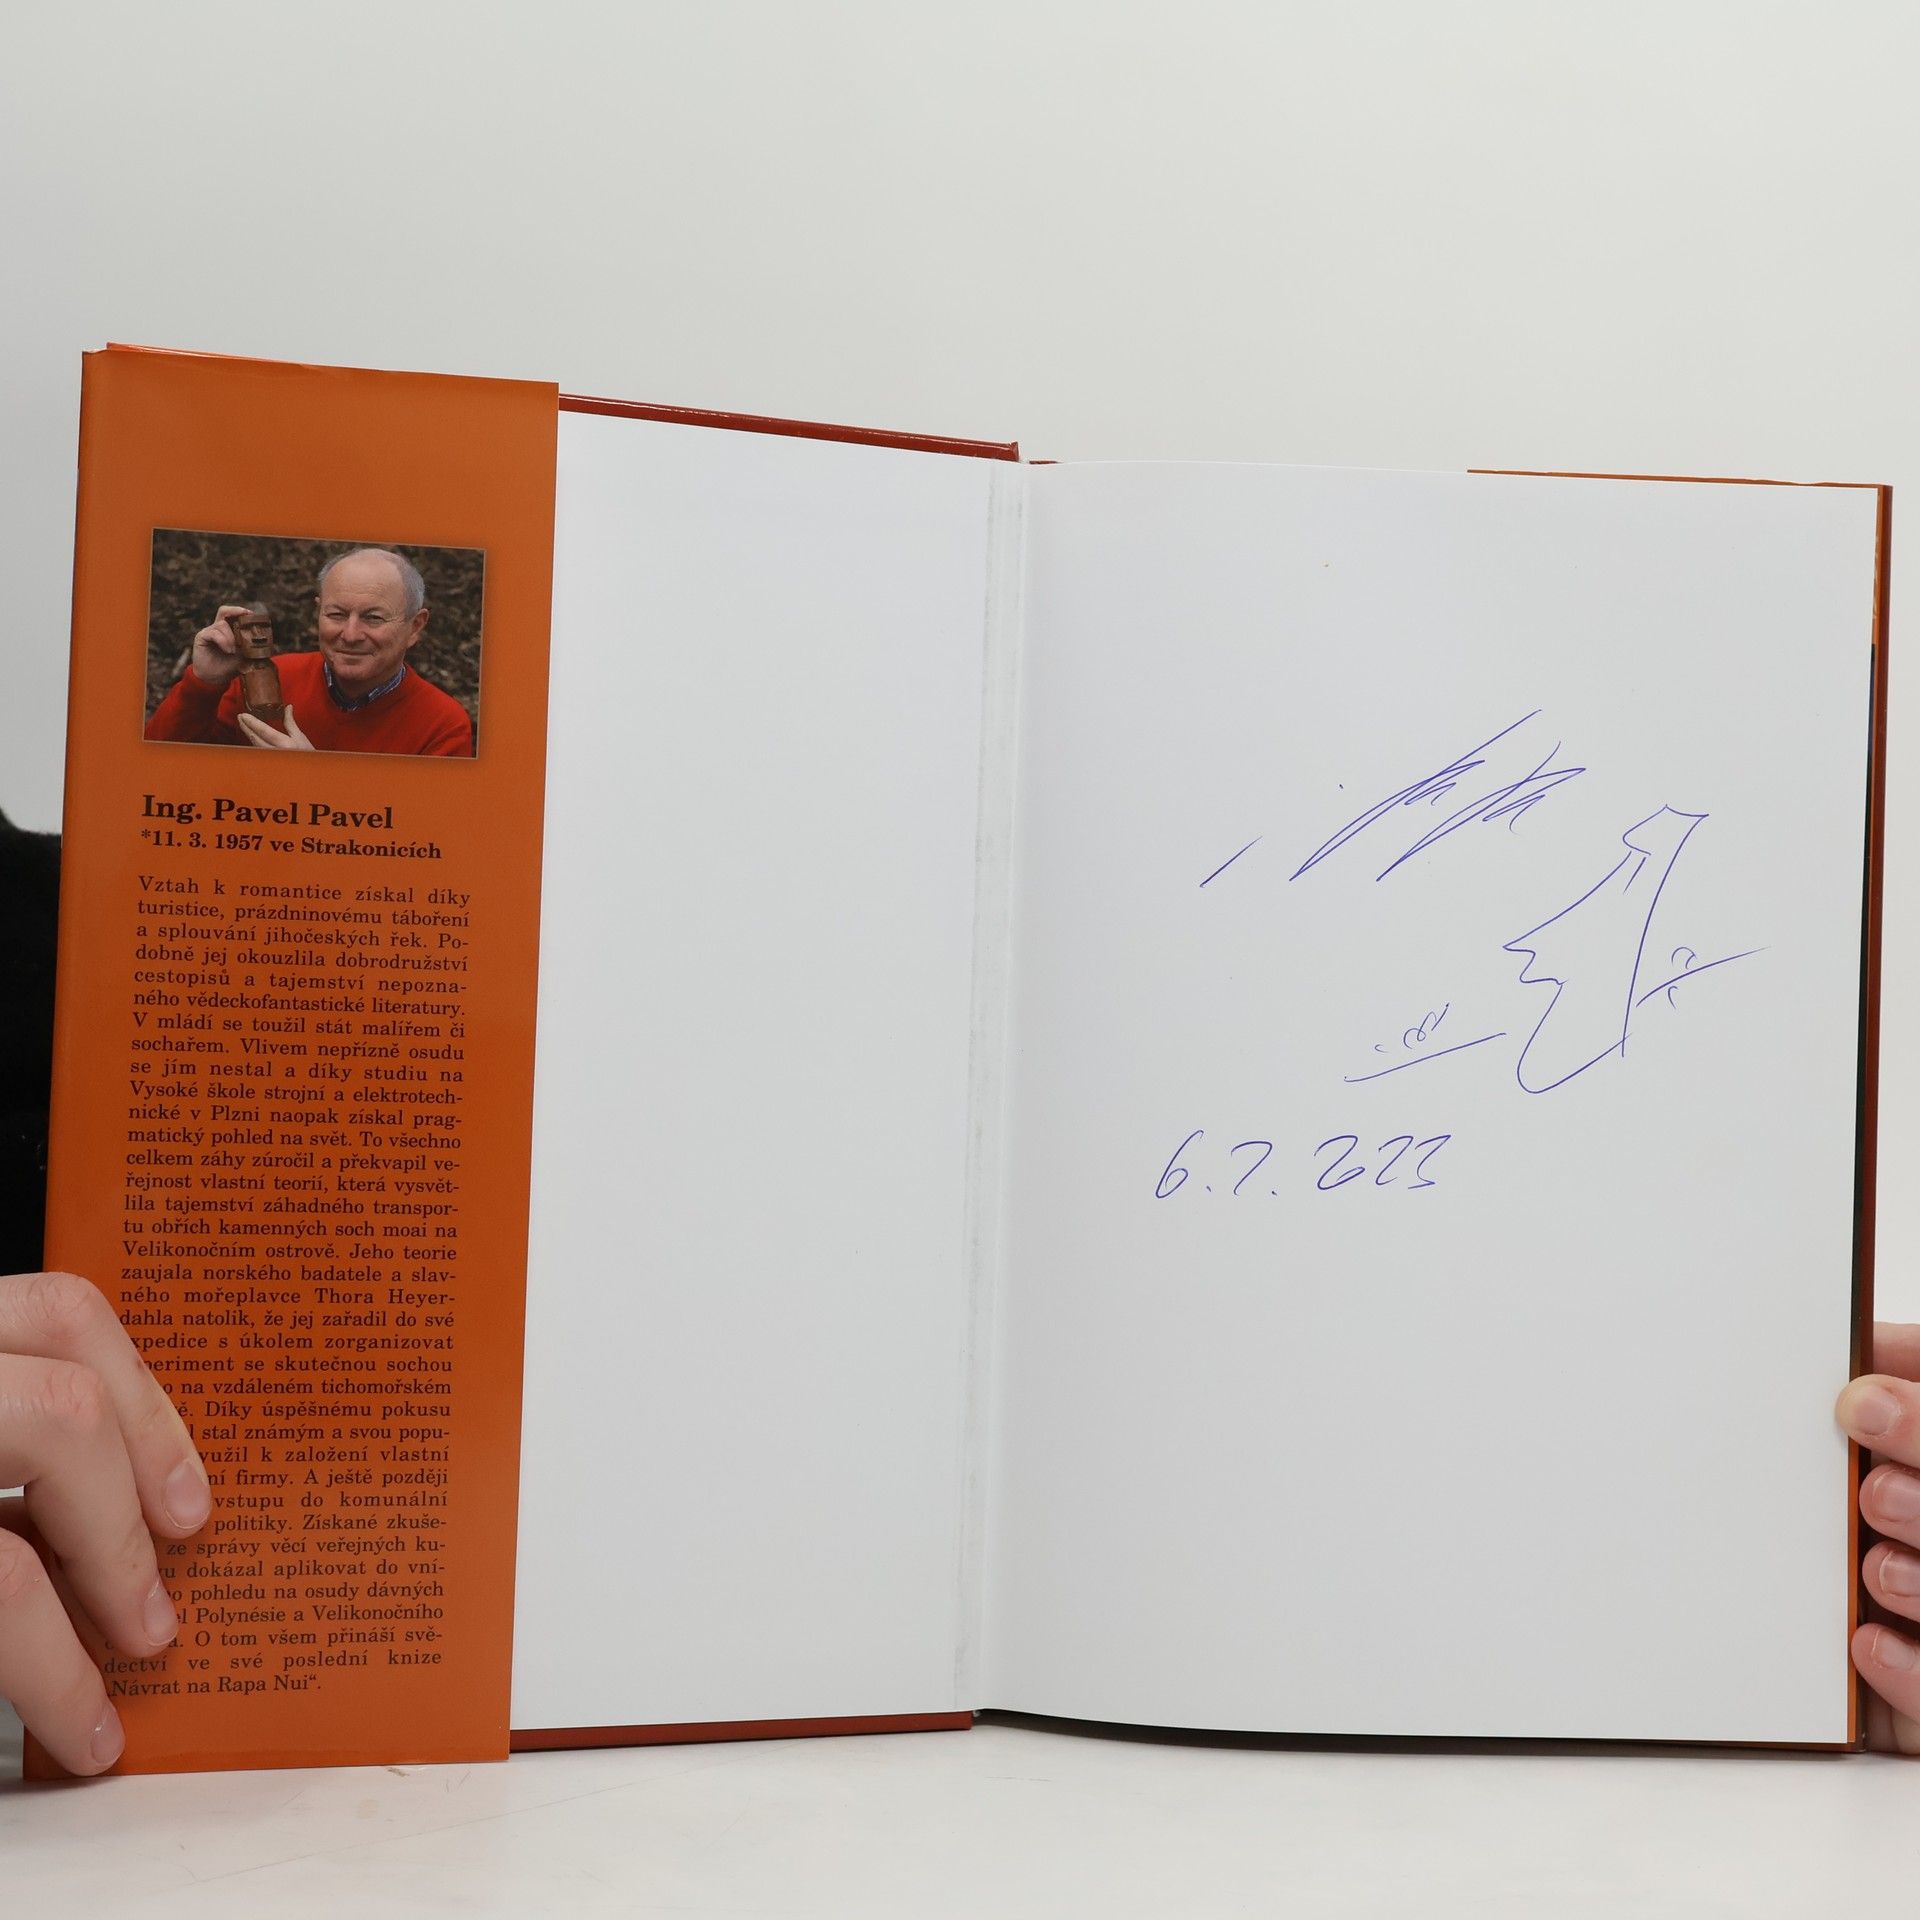 Ing. Pavel Pavel
*11. 3. 1957 ve Strakonicích
Vztah k romantice získal díky
turistice, prázdninovému táboření
a splouvání jihočeských řek. Po-
dobně jej okouzlila dobrodružství
cestopisů a tajemství nepozna-
ného vědeckofantastické literatury.
V mládí se toužil stát malířem či
sochařem. Vlivem nepřízně osudu
se jím nestal a díky studiu na
Vysoké škole strojní a elektrotech-
nické v Plzni naopak získal prag-
matický pohled na svět. To všechno
celkem záhy zúročil a překvapil ve-
řejnost vlastní teorií, která vysvět-
lila tajemství záhadného transpor-
tu obřích kamenných soch moai na
Velikonočním ostrově. Jeho teorie
zaujala norského badatele a slav-
ného mořeplavce Thora Heyer-
dahla natolik, že jej zařadil do své
xpedice s úkolem zorganizovat
periment se skutečnou sochou
na vzdáleném tichomořském
ě. Díky úspěšnému pokusu
l stal známým a svou popu-
yužil k založení vlastní
ní firmy. A ještě později
vstupu do komunální
politiky. Získané zkuše-
ze správy věcí veřejných ku-
u dokázal aplikovat do vni-
o pohledu na osudy dávných
el Polynésie a Velikonočního
a. O tom všem přináší svě-
dectví ve své poslední knize
„Návrat na Rapa Nui“.
6. 7. 2023